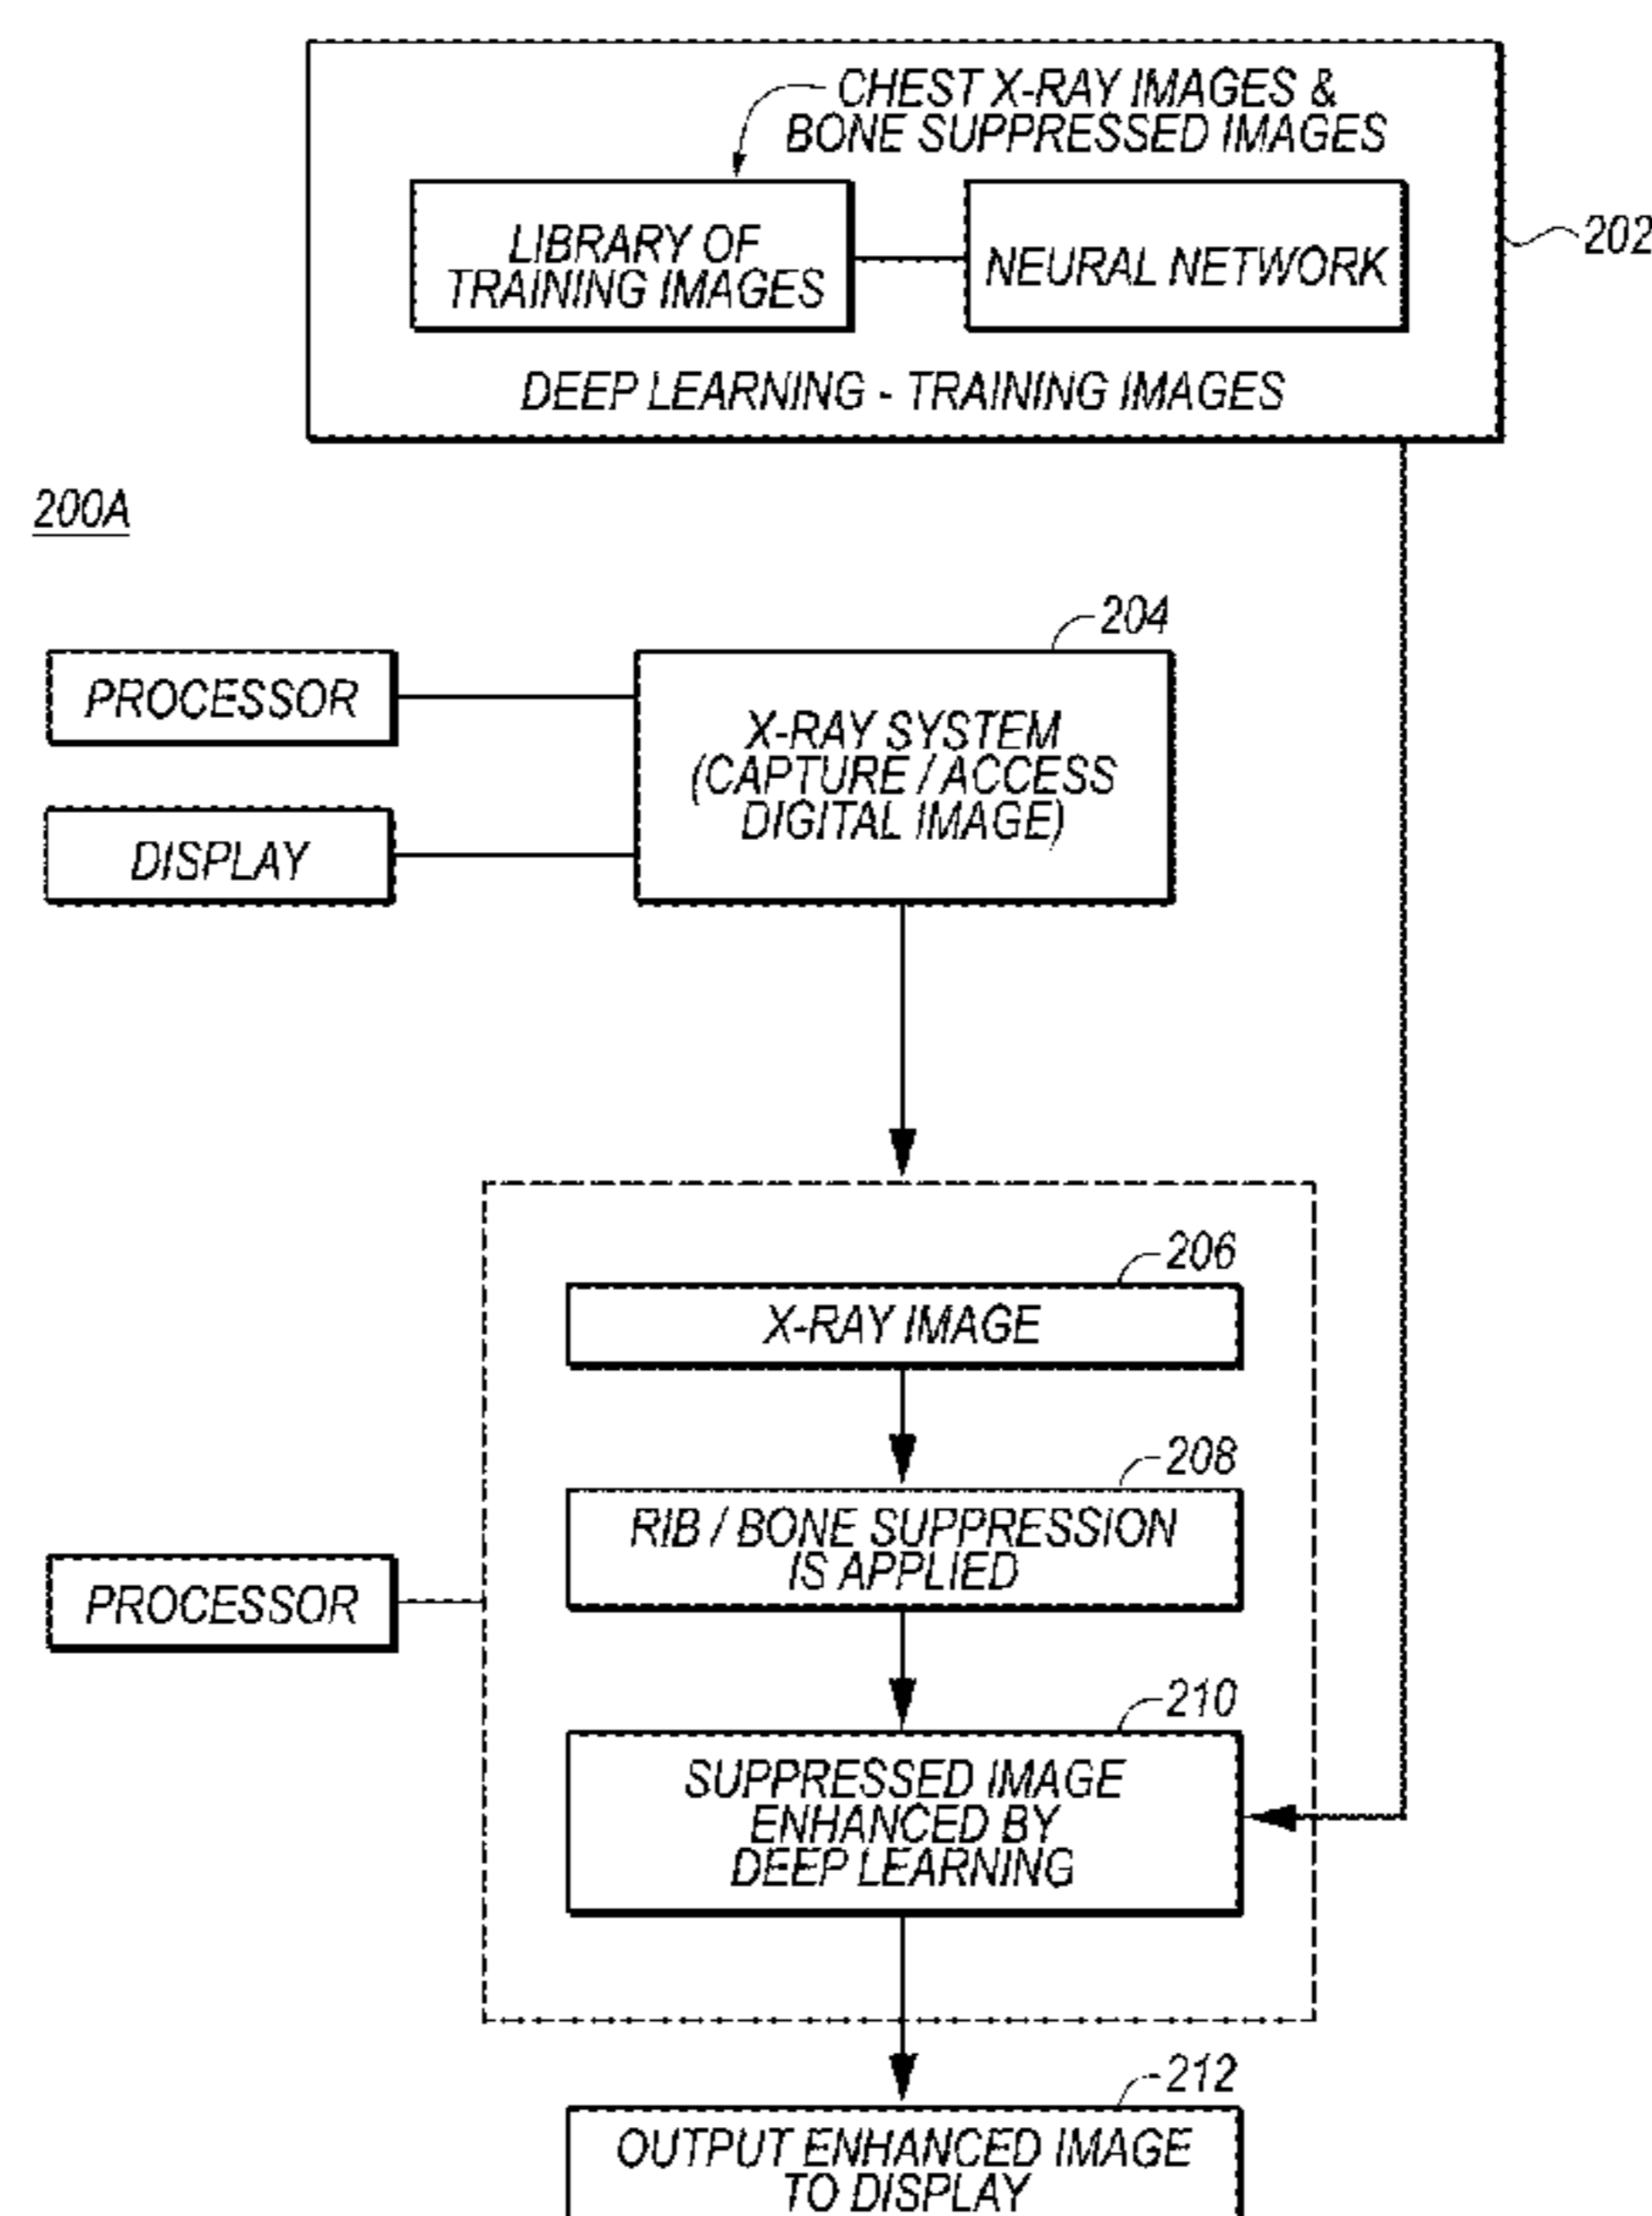 CHEST X-RAY IMAGES &
BONE SUPPRESSED IMAGES
LIBRARY OF
TRAINING IMAGES
NEURAL NETWORK
202
DEEP LEARNING - TRAINING IMAGES
200A
204
PROCESSOR
X-RAY SYSTEM
(CAPTURE / ACCESS
DIGITAL IMAGE)
DISPLAY
206
X-RAY IMAGE
208
RIB / BONE SUPPRESSION
IS APPLIED
PROCESSOR
210
SUPPRESSED IMAGE
ENHANCED BY
DEEP LEARNING
212
OUTPUT ENHANCED IMAGE
TO DISPLAY